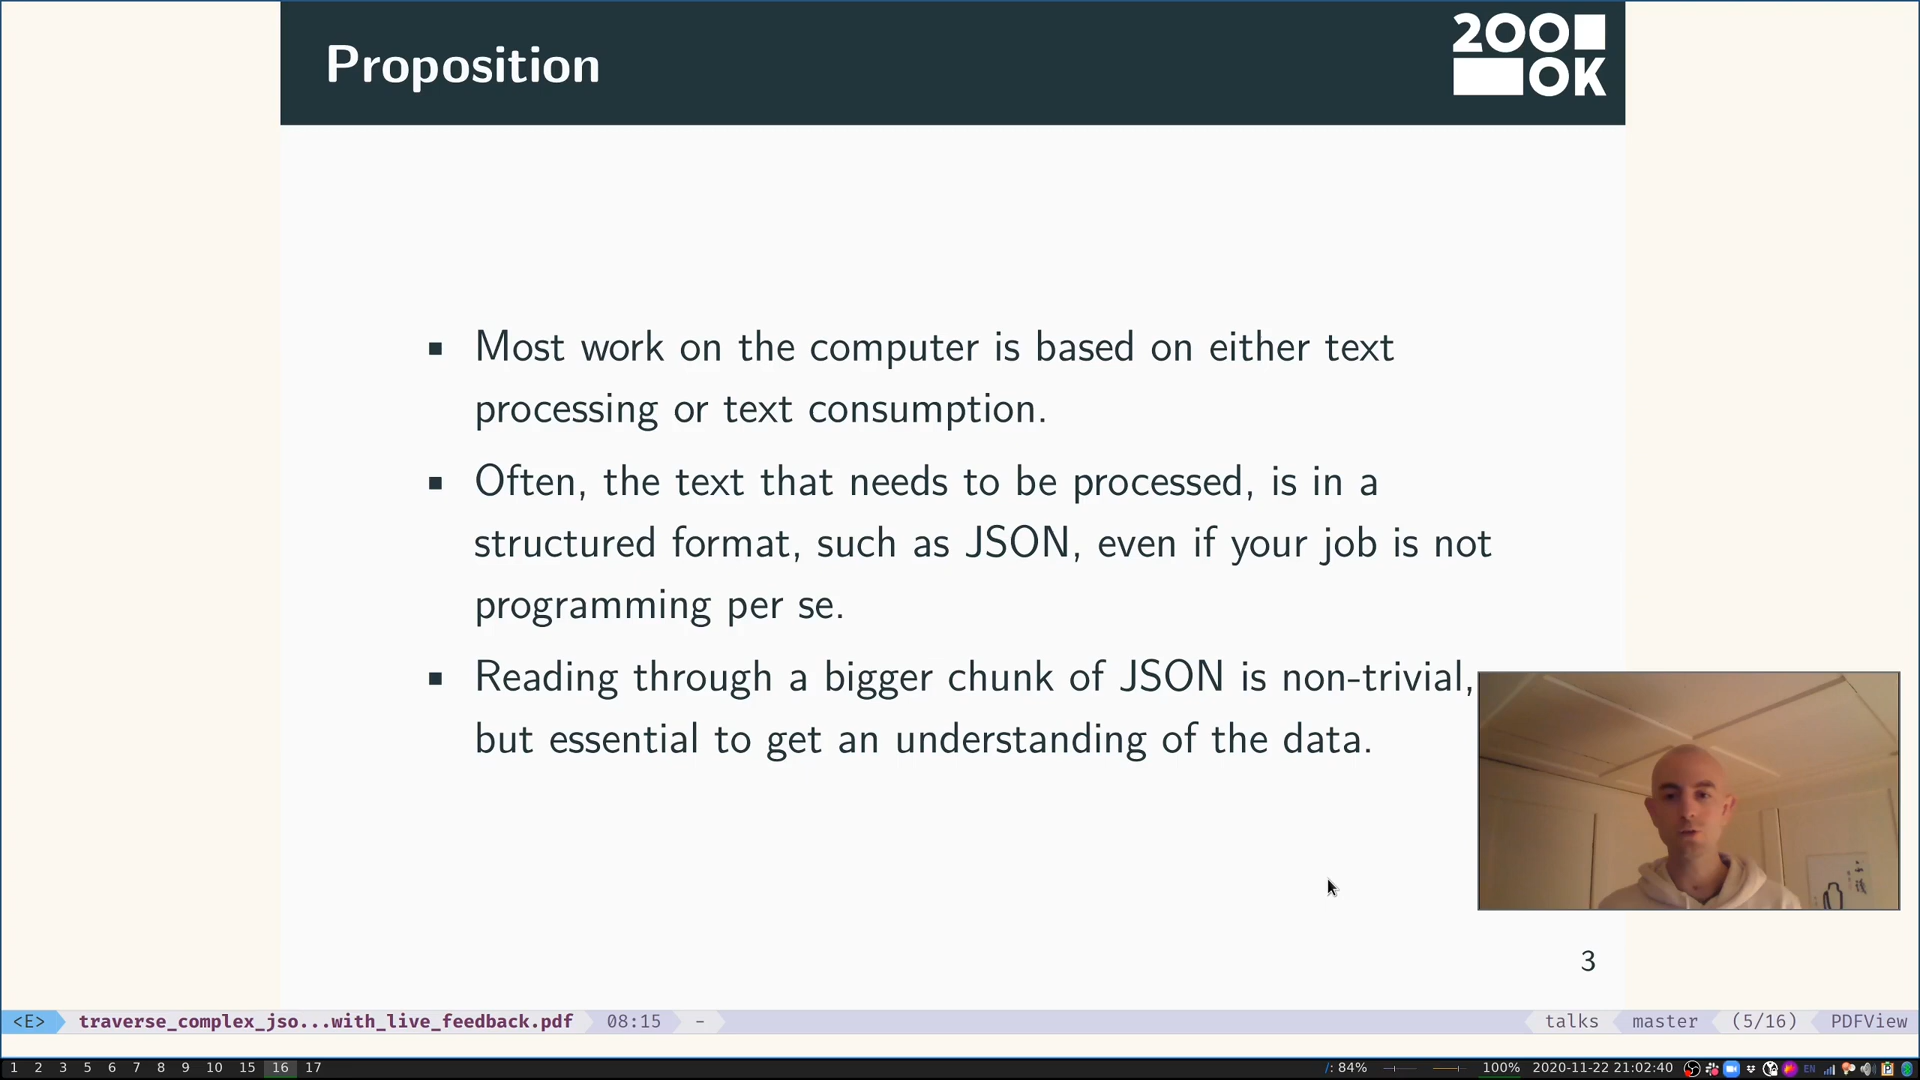 Proposition
200
OK
Most work on the computer is based on either text
processing or text consumption.
Often, the text that needs to be processed, is in a
structured format, such as JSON, even if your job is not
programming per se.
Reading through a bigger chunk of JSON is non-trivial,
but essential to get an understanding of the data.
3
<E> traverse_complex_jso...with_live_feedback.pdf 08:15 – talks master (5/16) PDFView
1 2 3 5 6 7 8 9 10 15 16 17 /: 84% 100% 2020-11-22 21:02:40 EN